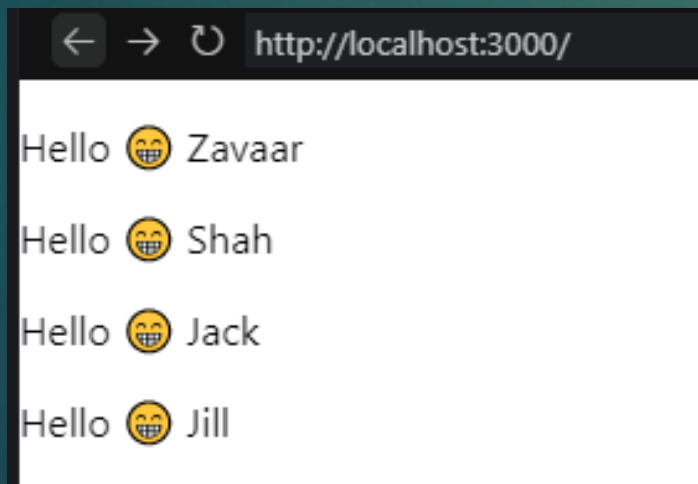 http://localhost:3000/
Hello 😁 Zavaar
Hello 😁 Shah
Hello 😁 Jack
Hello 😁 Jill